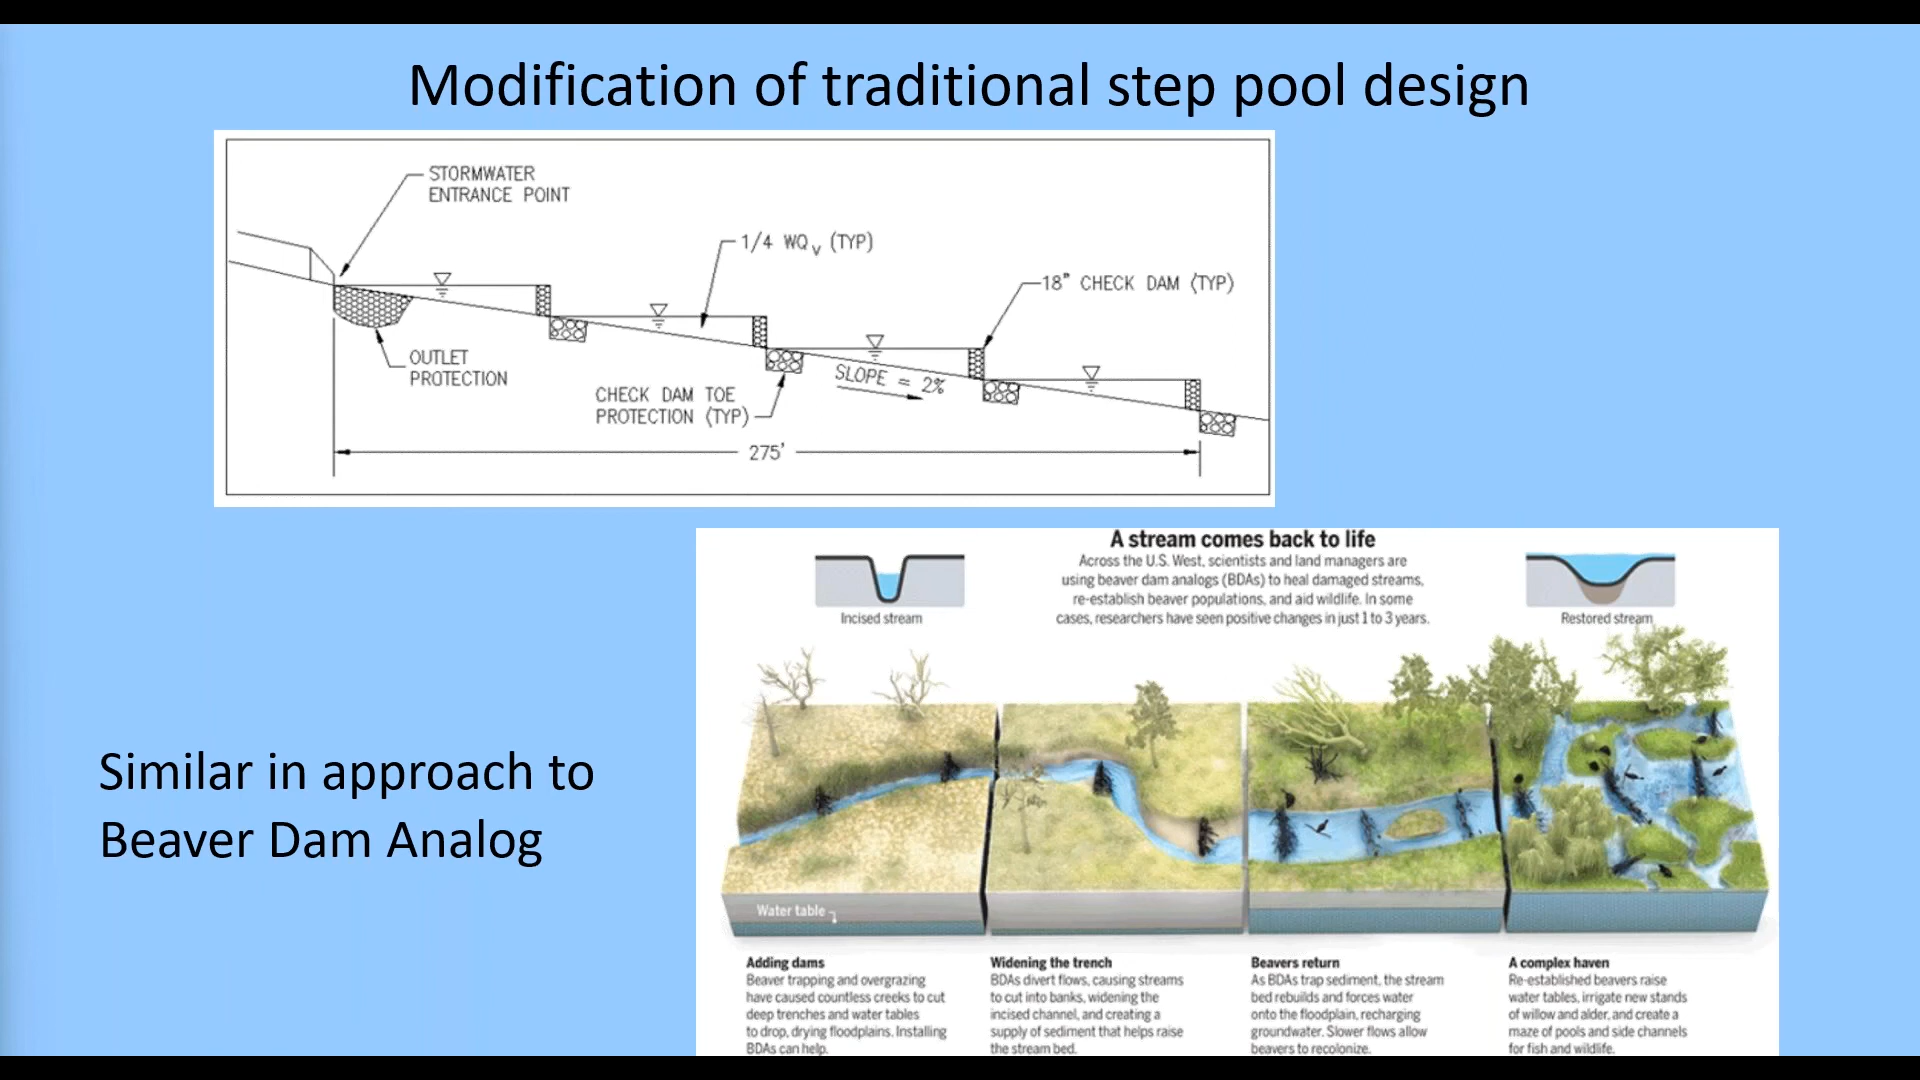 Modification of traditional step pool design
STORMWATER
ENTRANCE POINT
1/4 WQv (TYP)
18" CHECK DAM (TYP)
OUTLET
PROTECTION
CHECK DAM TOE
PROTECTION (TYP)
SLOPE = 2%
275'
A stream comes back to life
Across the U.S. West, scientists and land managers are
using beaver dam analogs (BDAs) to heal damaged streams,
re-establish beaver populations, and aid wildlife. In some
cases, researchers have seen positive changes in just 1 to 3 years.
Incised stream
Restored stream
Similar in approach to
Beaver Dam Analog
Water table
Adding dams
Beaver trapping and overgrazing
have caused countless creeks to cut
deep trenches and water tables
to drop, drying floodplains. Installing
BDAs can help.
Widening the trench
BDAs divert flows, causing streams
to cut into banks, widening the
incised channel, and creating a
supply of sediment that helps raise
the stream bed.
Beavers return
As BDAs trap sediment, the stream
bed rebuilds and forces water
onto the floodplain, recharging
groundwater. Slower flows allow
beavers to recolonize.
A complex haven
Re-established beavers raise
water tables, irrigate new stands
of willow and alder, and create a
maze of pools and side channels
for fish and wildlife.